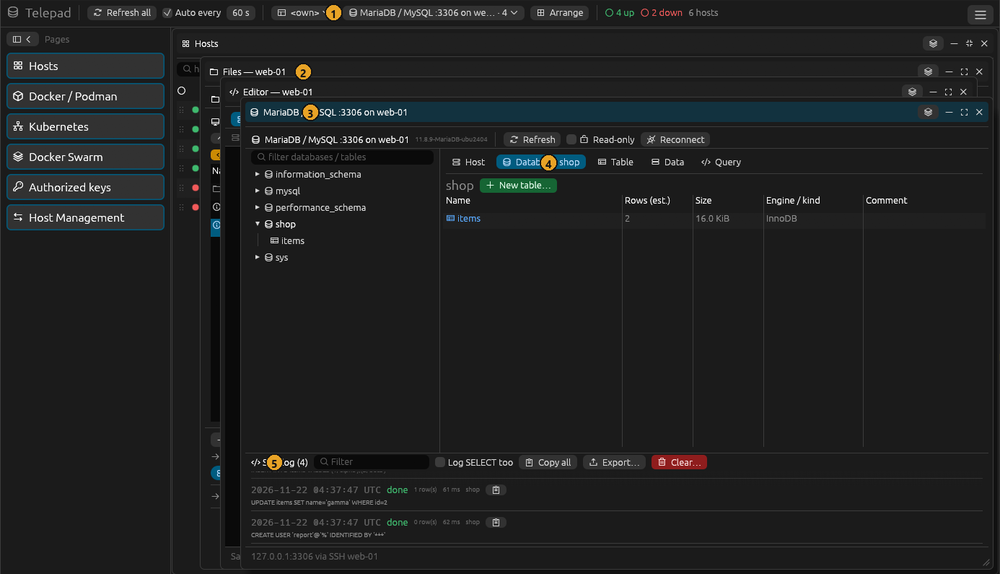 Telepad Refresh all Auto every 60 s <own> 1 MariaDB / MySQL :3306 on we... · 4 Arrange 4 up 2 down 6 hosts
Pages
Hosts
Docker / Podman
Kubernetes
Docker Swarm
Authorized keys
Host Management
Hosts
Files — web-01 2
Editor — web-01
MariaDB 3 SQL :3306 on web-01
MariaDB / MySQL :3306 on web-01 11.8.9-MariaDB-ubu2404 Refresh Read-only Reconnect
filter databases / tables
information_schema
mysql
performance_schema
shop
items
sys
Host 4 shop Table Data Query
shop New table...
Name Rows (est.) Size Engine / kind Comment
items 2 16.0 KiB InnoDB
5 (4) Filter Log SELECT too Copy all Export... Clear...
2026-11-22 04:37:47 UTC done 1 row(s) 61 ms shop
UPDATE items SET name='gamma' WHERE id=2
2026-11-22 04:37:47 UTC done 0 row(s) 62 ms shop
CREATE USER 'report'@'%' IDENTIFIED BY '***'
127.0.0.1:3306 via SSH web-01